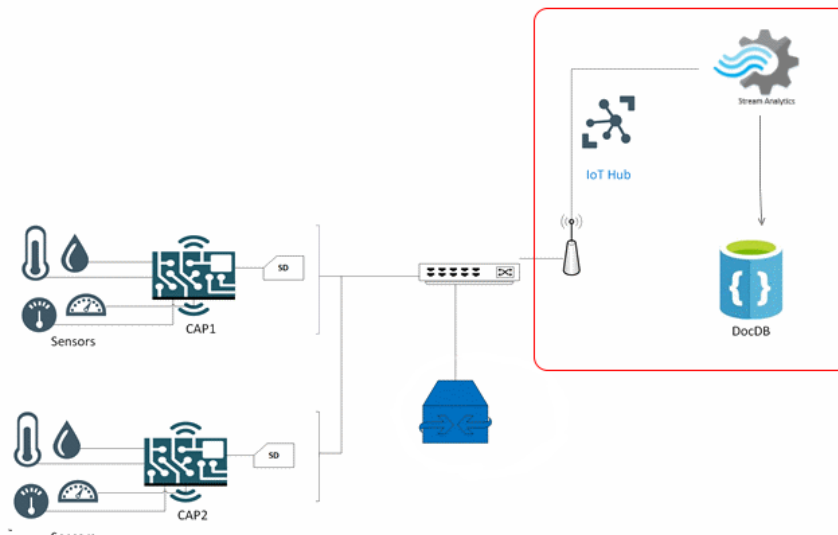 Stream Analytics
IoT Hub
SD
CAP1
Sensors
DocDB
SD
CAP2